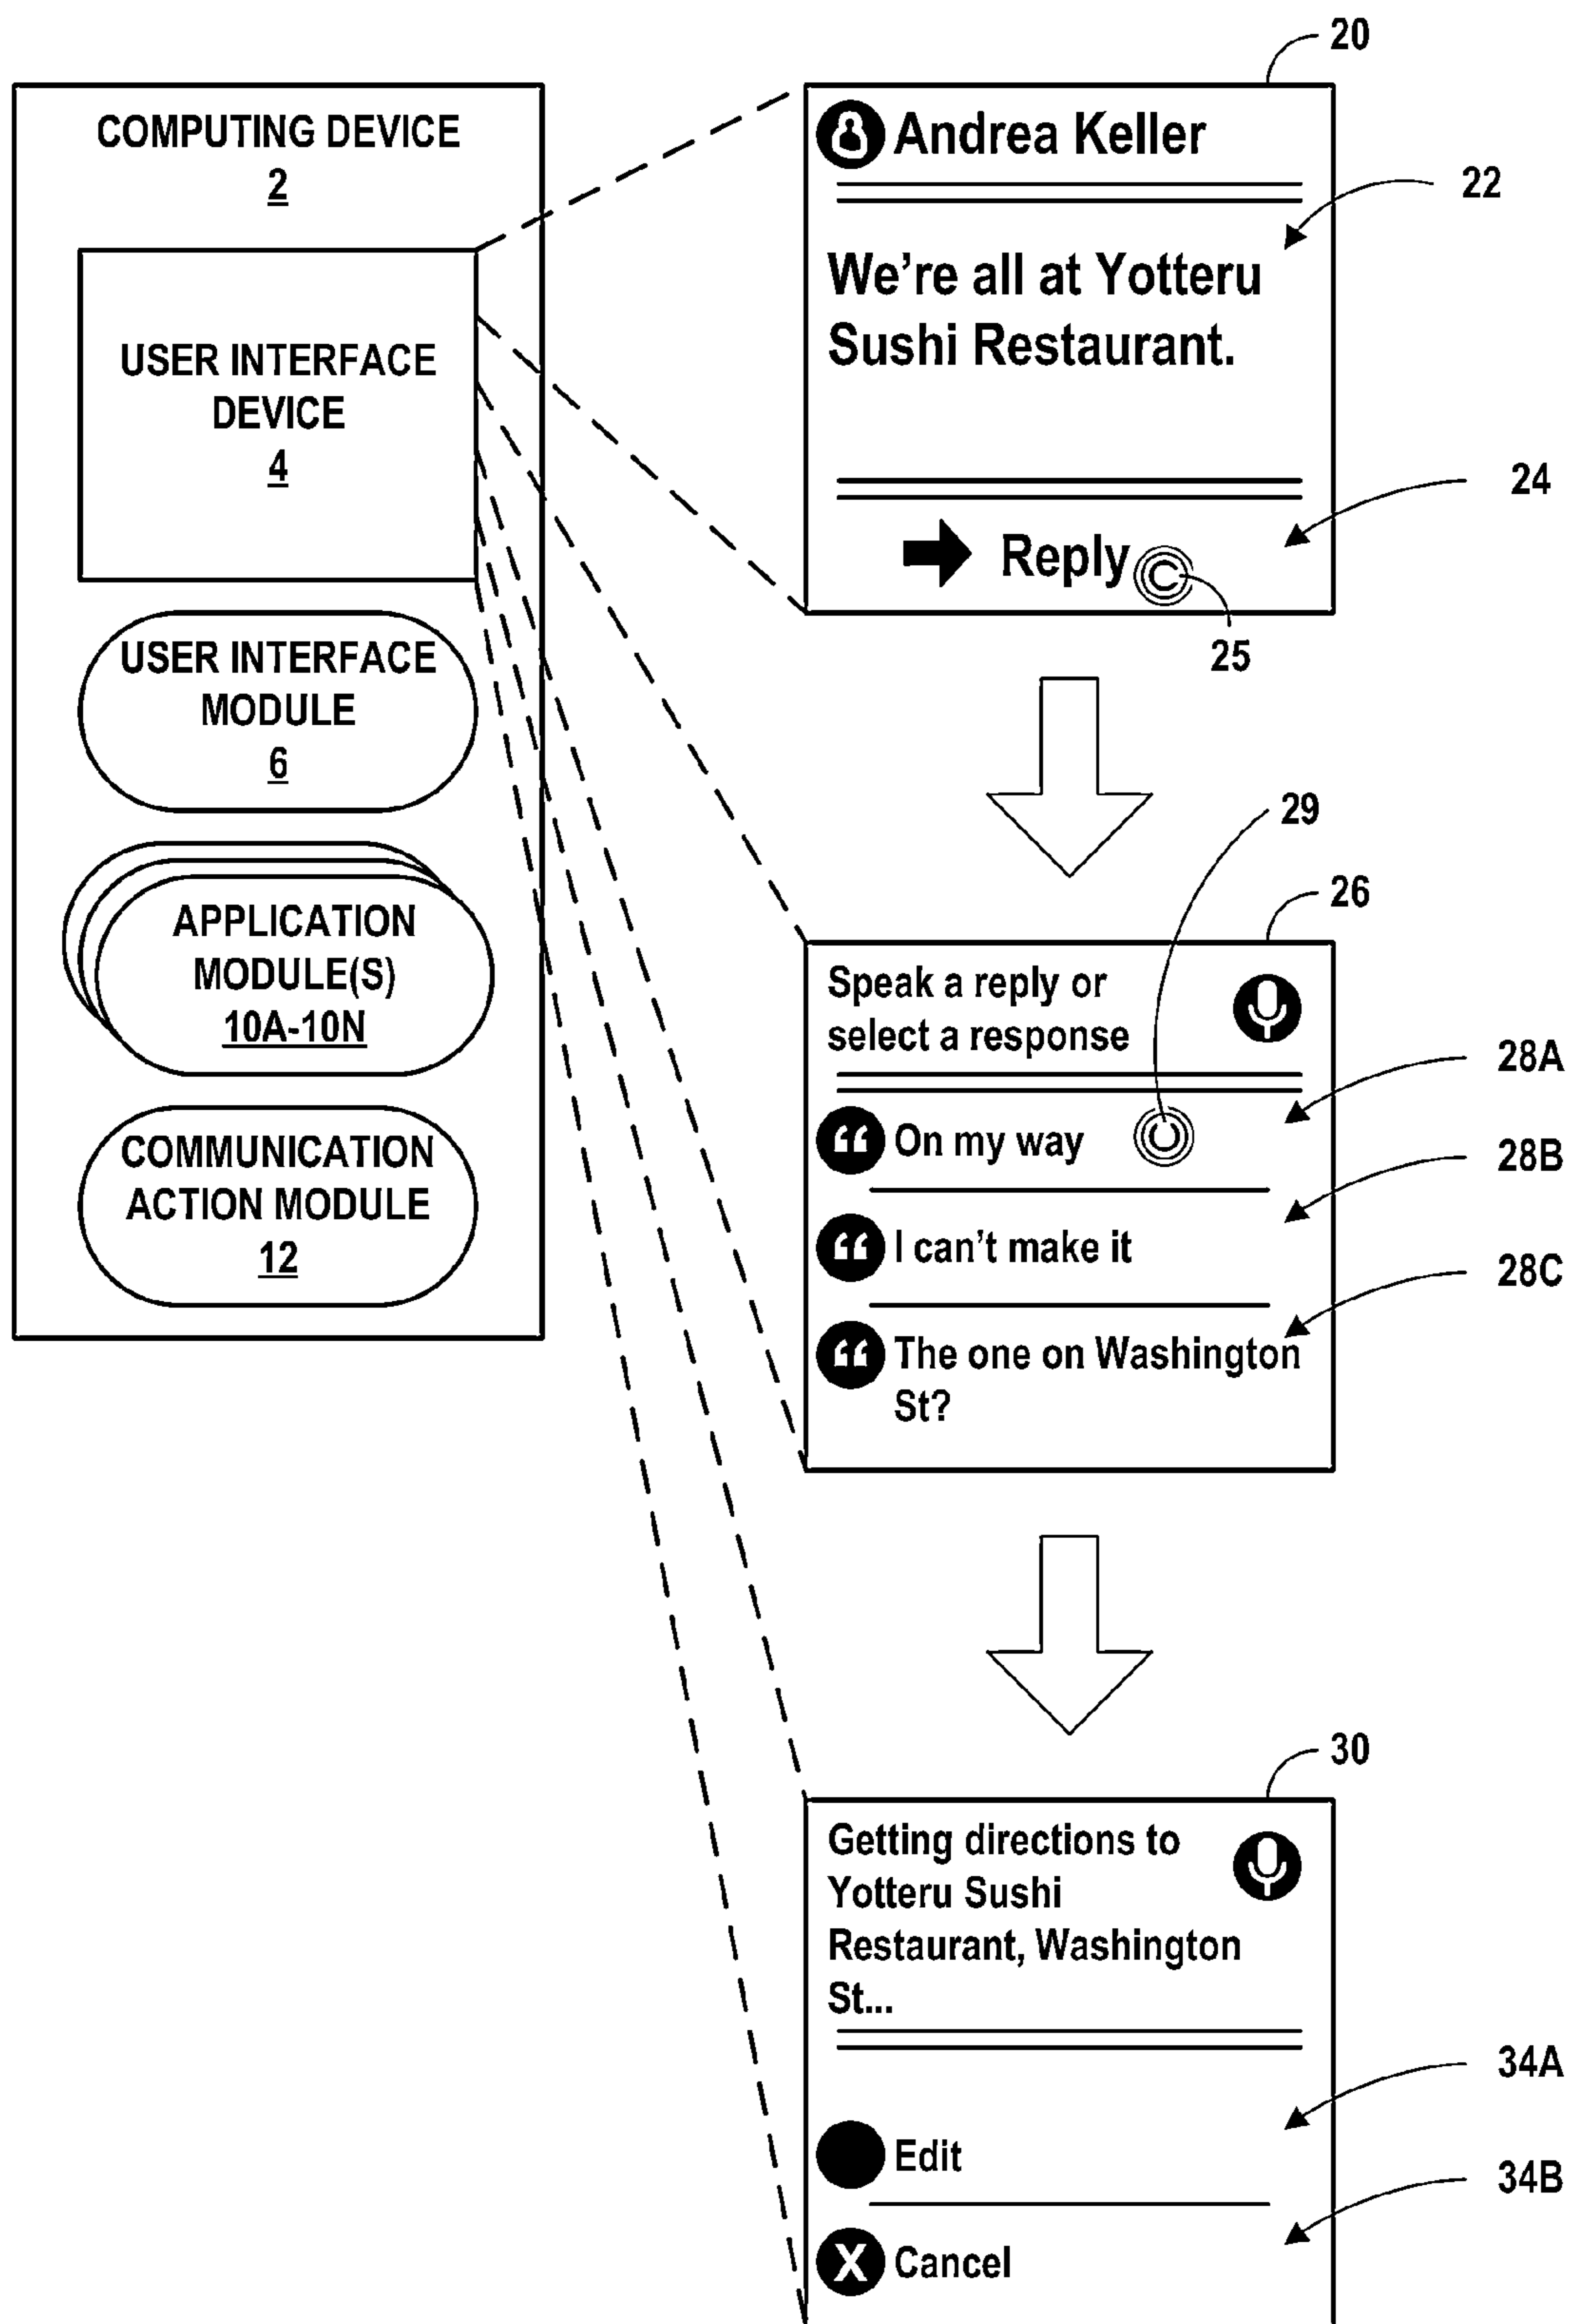 COMPUTING DEVICE
2
USER INTERFACE
DEVICE
4
USER INTERFACE
MODULE
6
APPLICATION
MODULE(S)
10A-10N
COMMUNICATION
ACTION MODULE
12
20
Andrea Keller
22
We're all at Yotteru
Sushi Restaurant.
24
Reply
25
29
26
Speak a reply or
select a response
28A
On my way
28B
I can't make it
28C
The one on Washington
St?
30
Getting directions to
Yotteru Sushi
Restaurant, Washington
St...
34A
Edit
34B
X Cancel